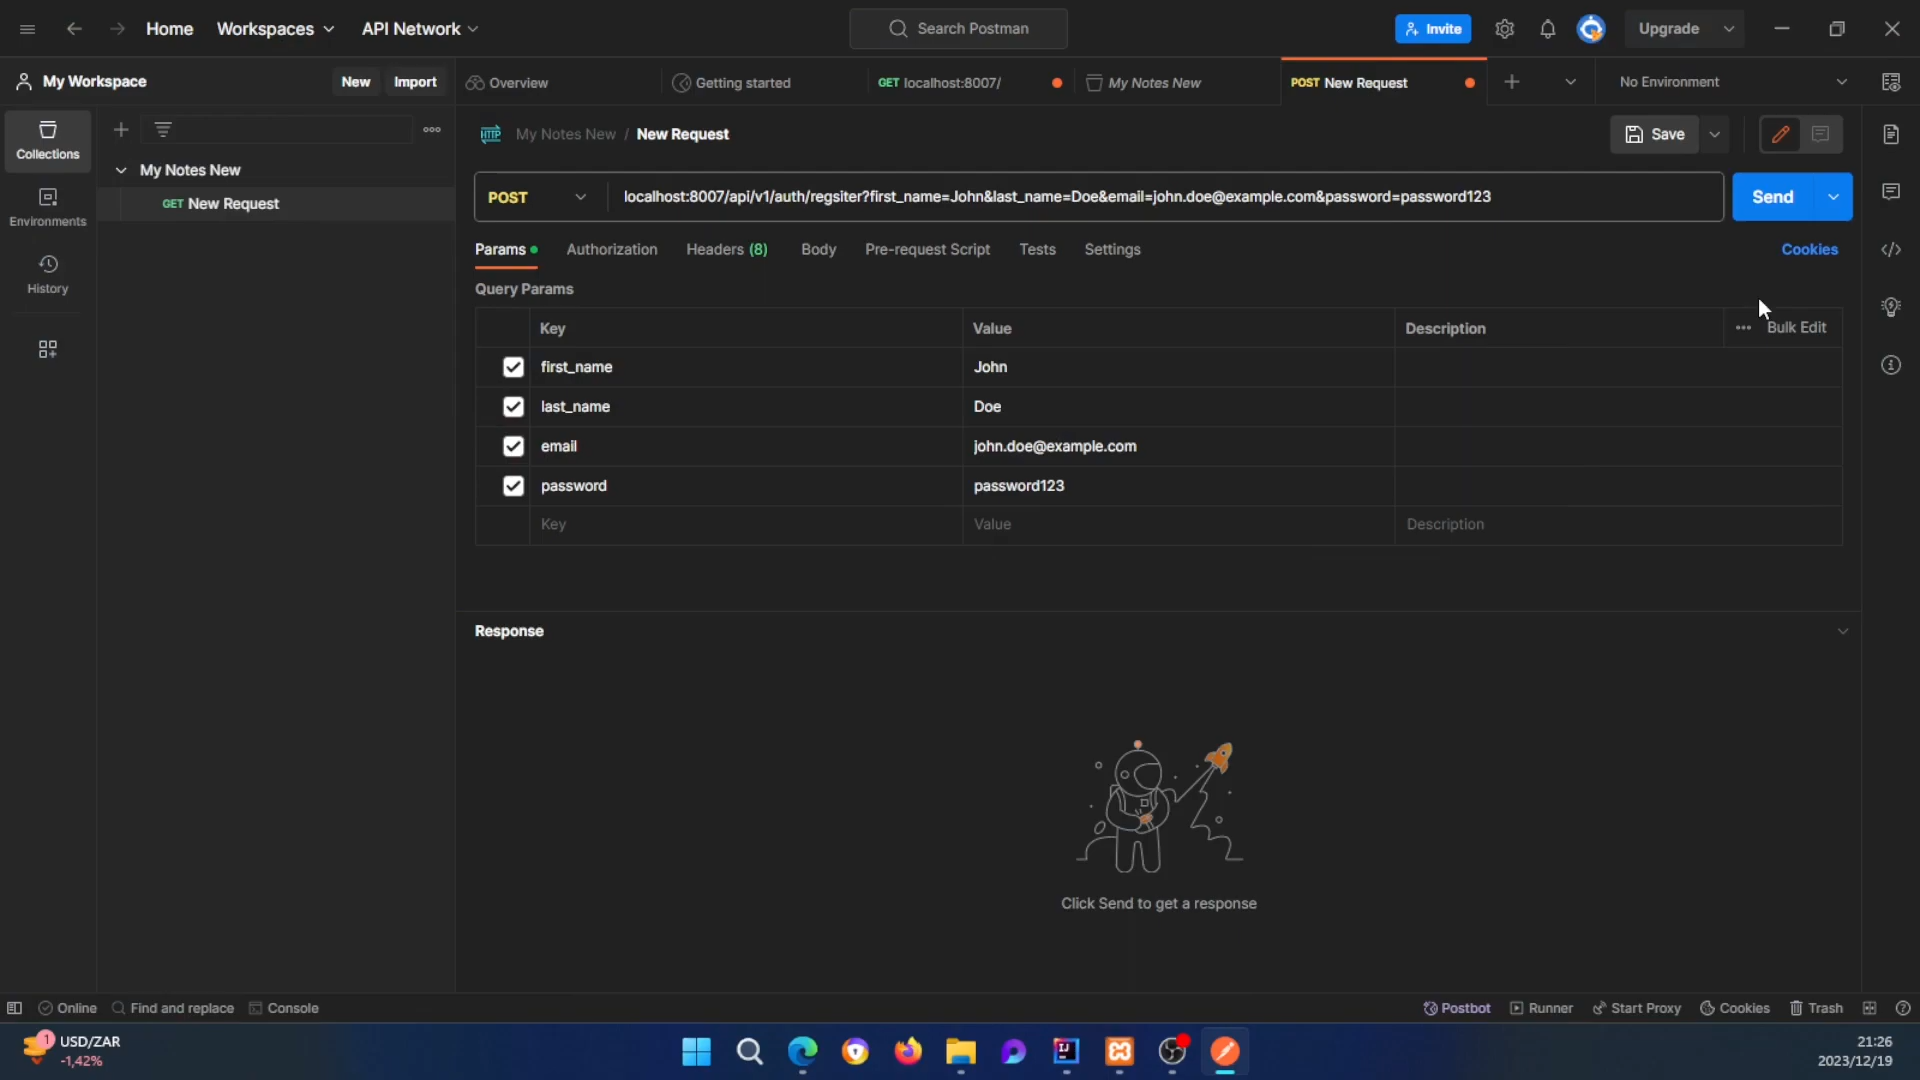 Home Workspaces API Network Search Postman Invite Upgrade
My Workspace New Import Overview Getting started GET localhost:8007/ My Notes New POST New Request No Environment
Collections
Environments
History
My Notes New
GET New Request
HTTP My Notes New / New Request Save
POST localhost:8007/api/v1/auth/regsiter?first_name=John&last_name=Doe&email=john.doe@example.com&password=password123 Send
Params Authorization Headers (8) Body Pre-request Script Tests Settings Cookies
Query Params
Key Value Description Bulk Edit
first_name John
last_name Doe
email john.doe@example.com
password password123
Key Value Description
Response
Click Send to get a response
Online Find and replace Console Postbot Runner Start Proxy Cookies Trash
1 USD/ZAR
-1,42%
IJ
21:26
2023/12/19